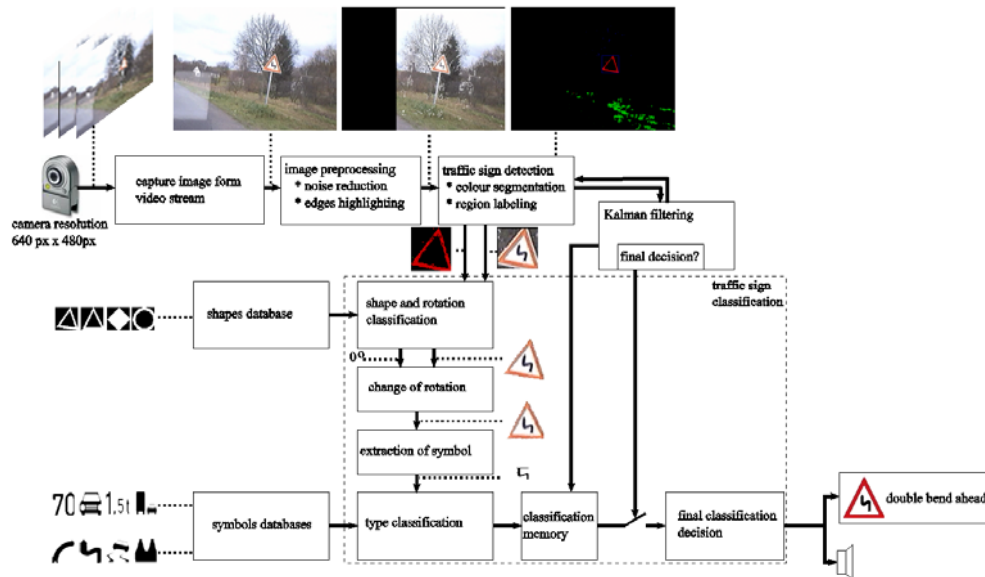 image preprocessing
* noise reduction
* edges highlighting
traffic sign detection
* colour segmentation
* region labeling
capture image form
video stream
camera resolution
640 px x 480px
Kalman filtering
final decision?
traffic sign
classification
shapes database
shape and rotation
classification
0º
change of rotation
extraction of symbol
70
1.5t
symbols databases
type classification
classification
memory
final classification
decision
double bend ahead